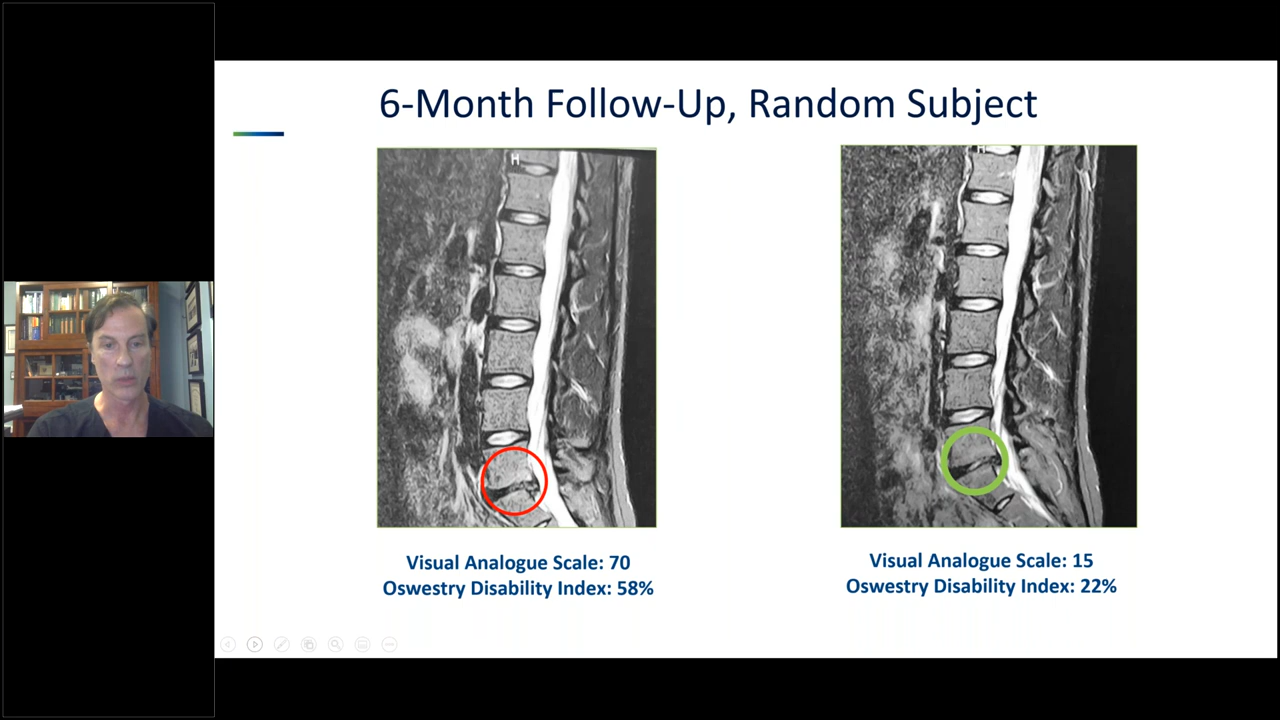 6-Month Follow-Up, Random Subject
H
H
Visual Analogue Scale: 70
Oswestry Disability Index: 58%
Visual Analogue Scale: 15
Oswestry Disability Index: 22%